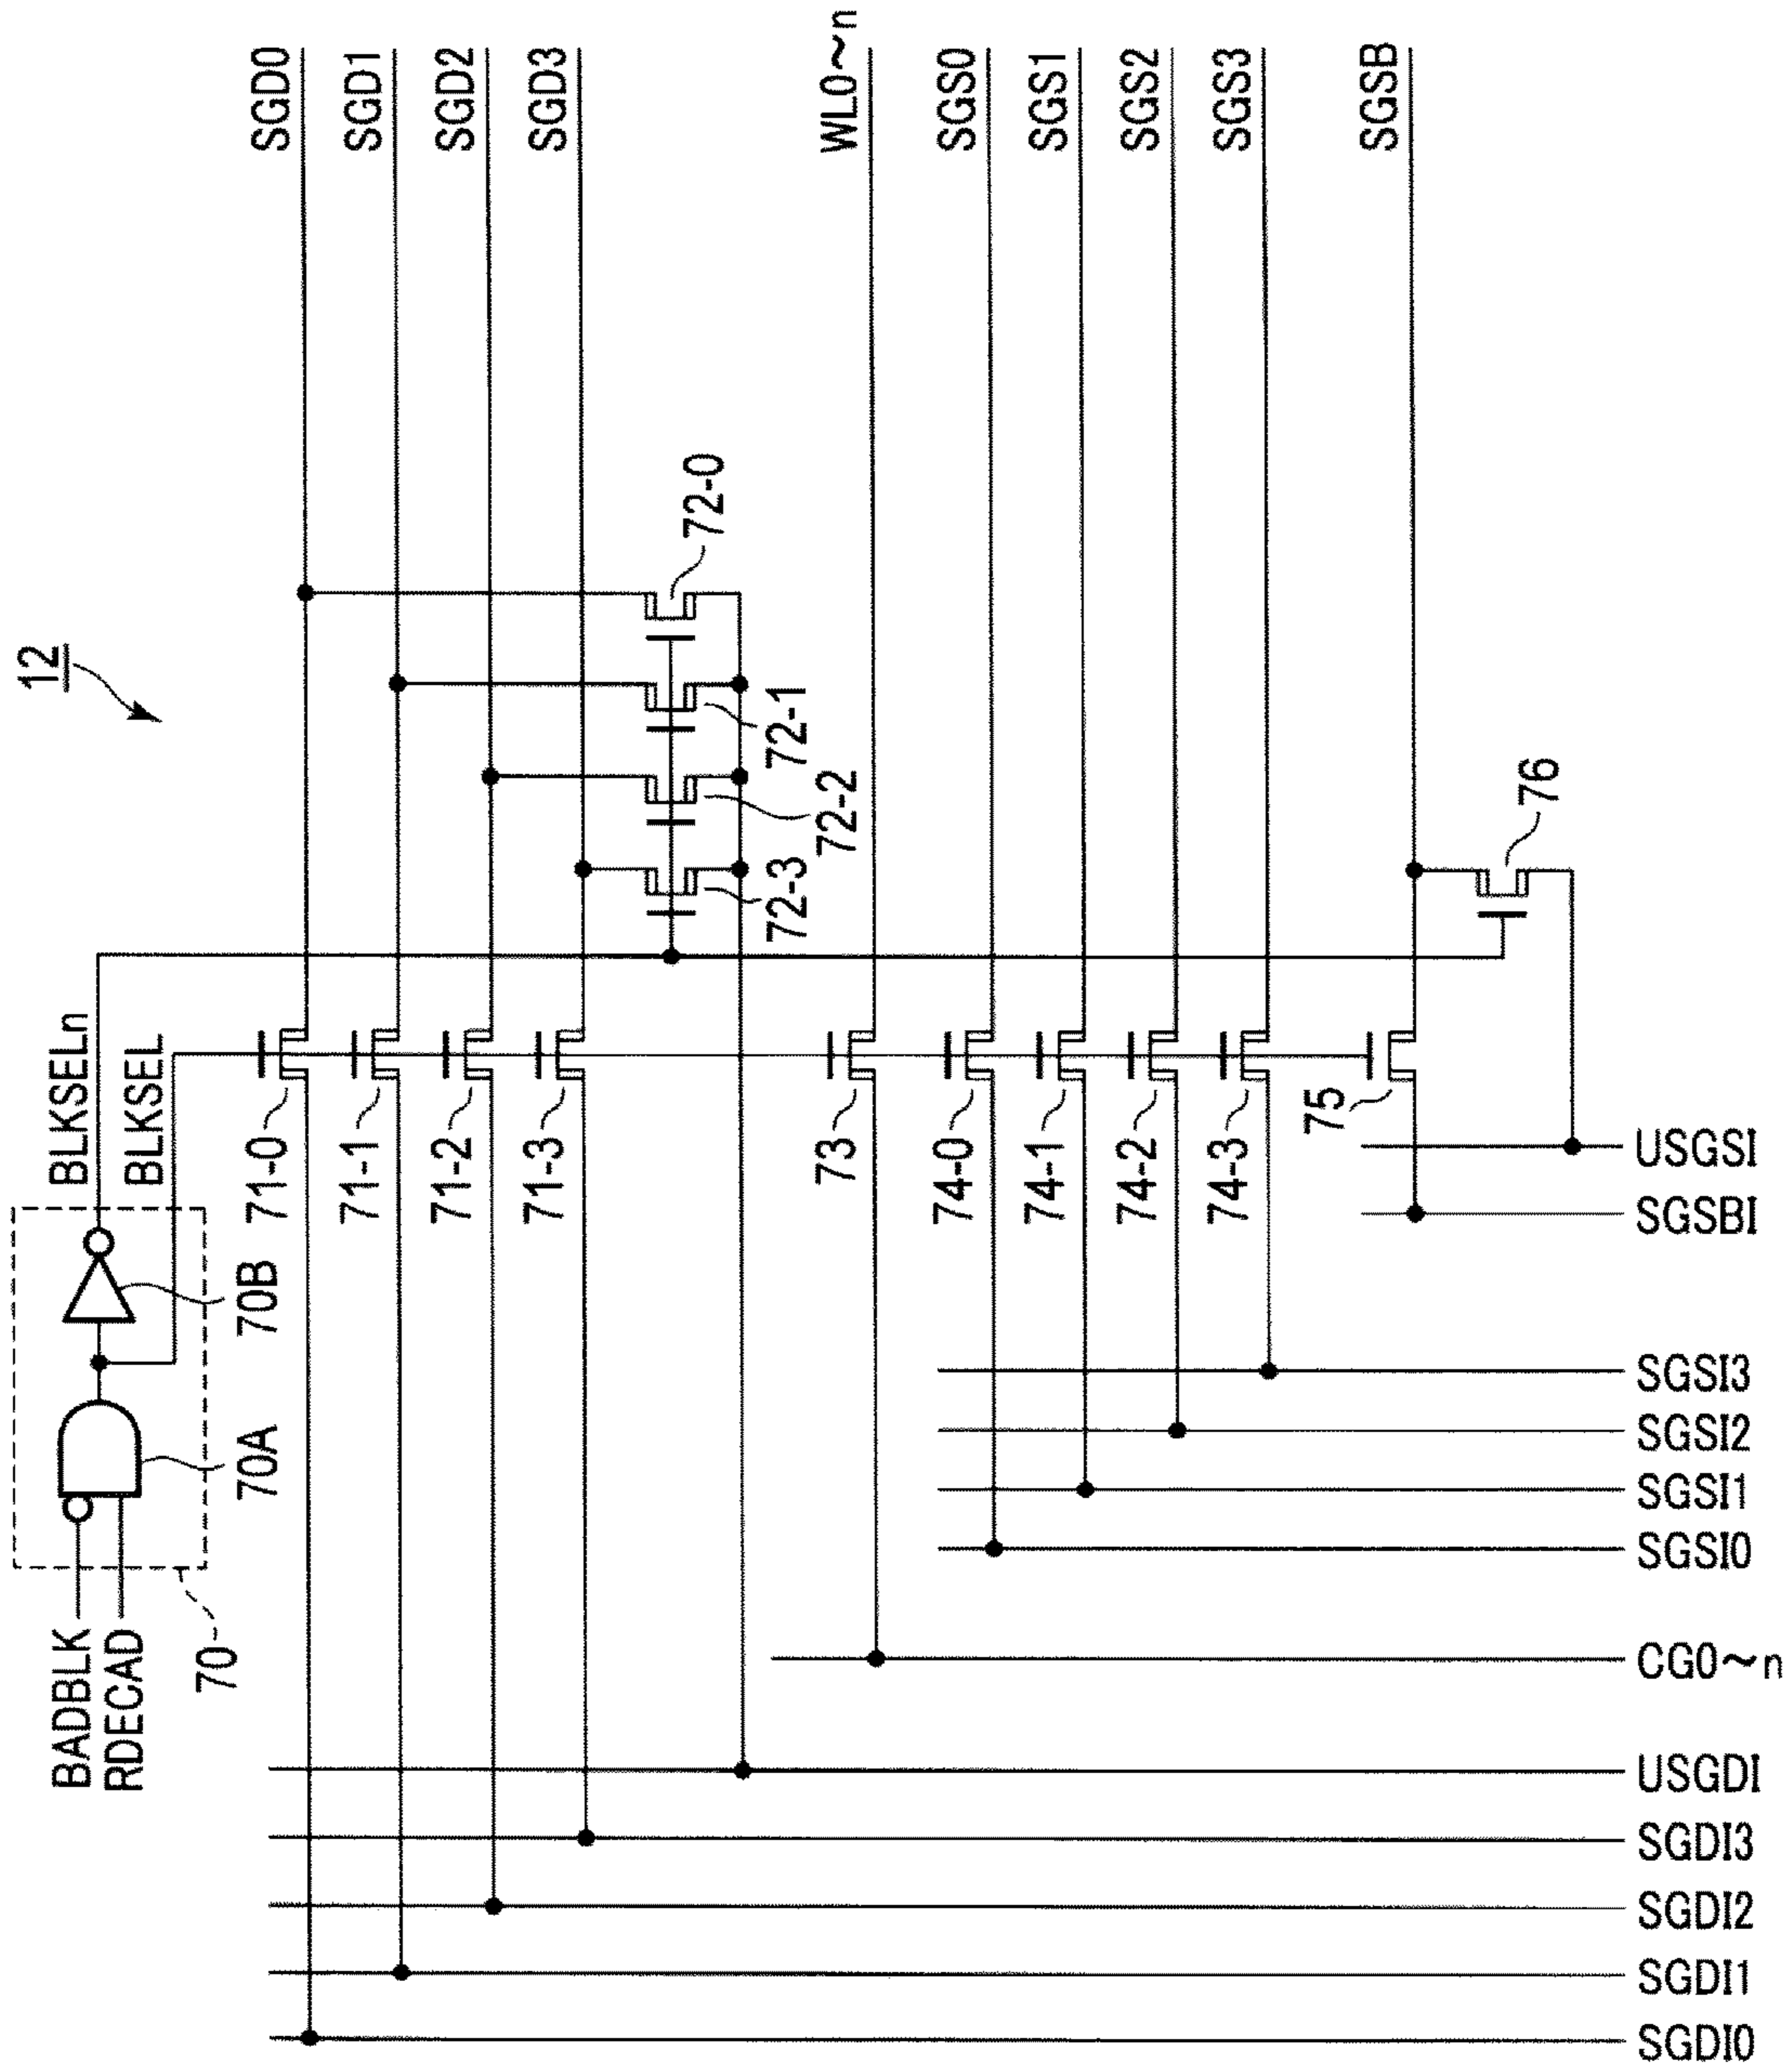 12
BADBLK
RDECAD
70
70A
70B
BLKSELn
BLKSEL
SGD0
SGD1
SGD2
SGD3
WL0~n
SGS0
SGS1
SGS2
SGS3
SGSB
71-0
71-1
71-2
71-3
72-0
72-1
72-2
72-3
73
74-0
74-1
74-2
74-3
75
76
SGDI0
SGDI1
SGDI2
SGDI3
USGDI
CG0~n
SGSI0
SGSI1
SGSI2
SGSI3
SGSBI
USGSI